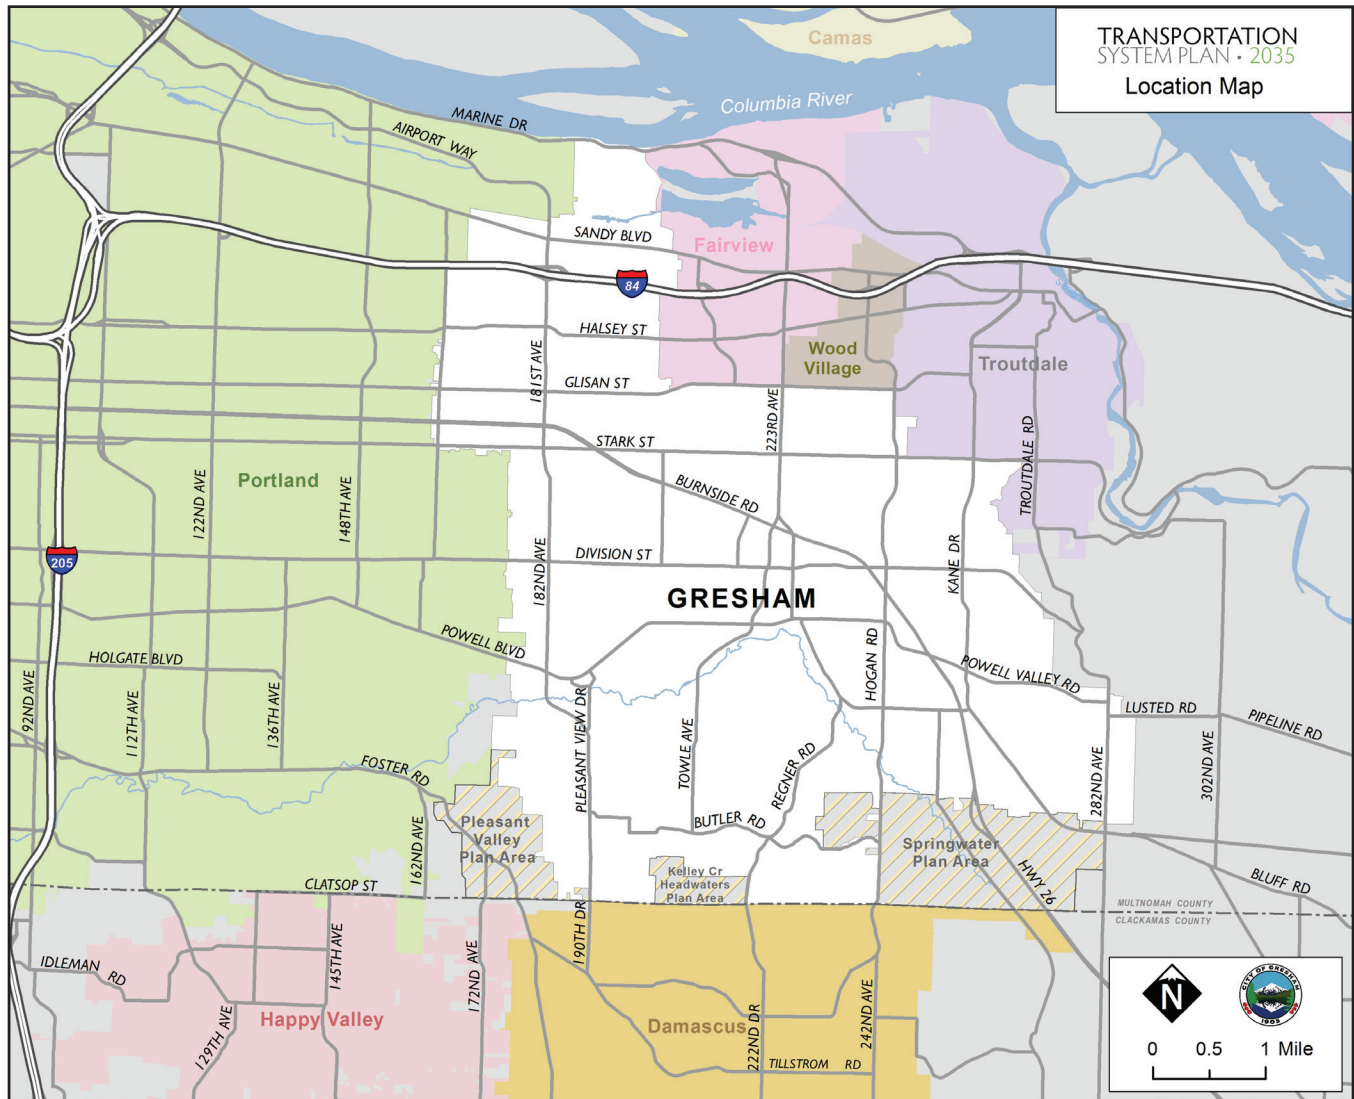 TRANSPORTATION
SYSTEM PLAN • 2035
Location Map
Camas
Columbia River
MARINE DR
AIRPORT WAY
SANDY BLVD
Fairview
84
HALSEY ST
Wood
Village
Troutdale
181ST AVE
GLISAN ST
223RD AVE
STARK ST
TROUTDALE RD
Portland
122ND AVE
148TH AVE
BURNSIDE RD
205
DIVISION ST
182ND AVE
KANE DR
GRESHAM
POWELL BLVD
HOGAN RD
HOLGATE BLVD
POWELL VALLEY RD
92ND AVE
112TH AVE
136TH AVE
PLEASANT VIEW DR
TOWLE AVE
REGNER RD
LUSTED RD
PIPELINE RD
282ND AVE
302ND AVE
FOSTER RD
BUTLER RD
Pleasant
Valley
Plan Area
162ND AVE
Springwater
Plan Area
Kelley Cr
Headwaters
Plan Area
HWY 26
BLUFF RD
CLATSOP ST
MULTNOMAH COUNTY
CLACKAMAS COUNTY
190TH DR
145TH AVE
172ND AVE
IDLEMAN RD
Happy Valley
129TH AVE
Damascus
222ND DR
242ND AVE
TILLSTROM RD
N
CITY OF GRESHAM
1905
0 0.5 1 Mile